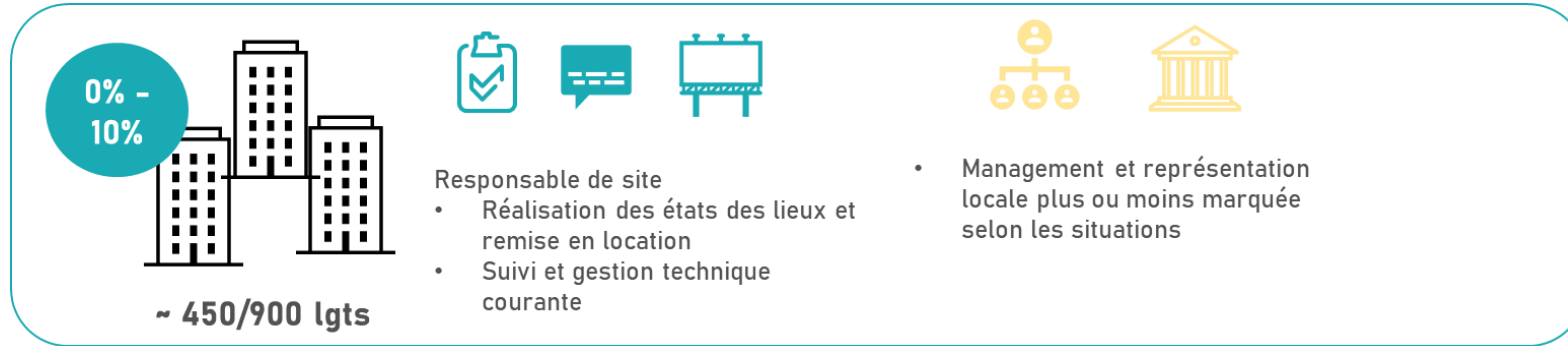 0% -
10%
~ 450/900 lgts
Responsable de site
• Réalisation des états des lieux et
remise en location
• Suivi et gestion technique
courante
• Management et représentation
locale plus ou moins marquée
selon les situations